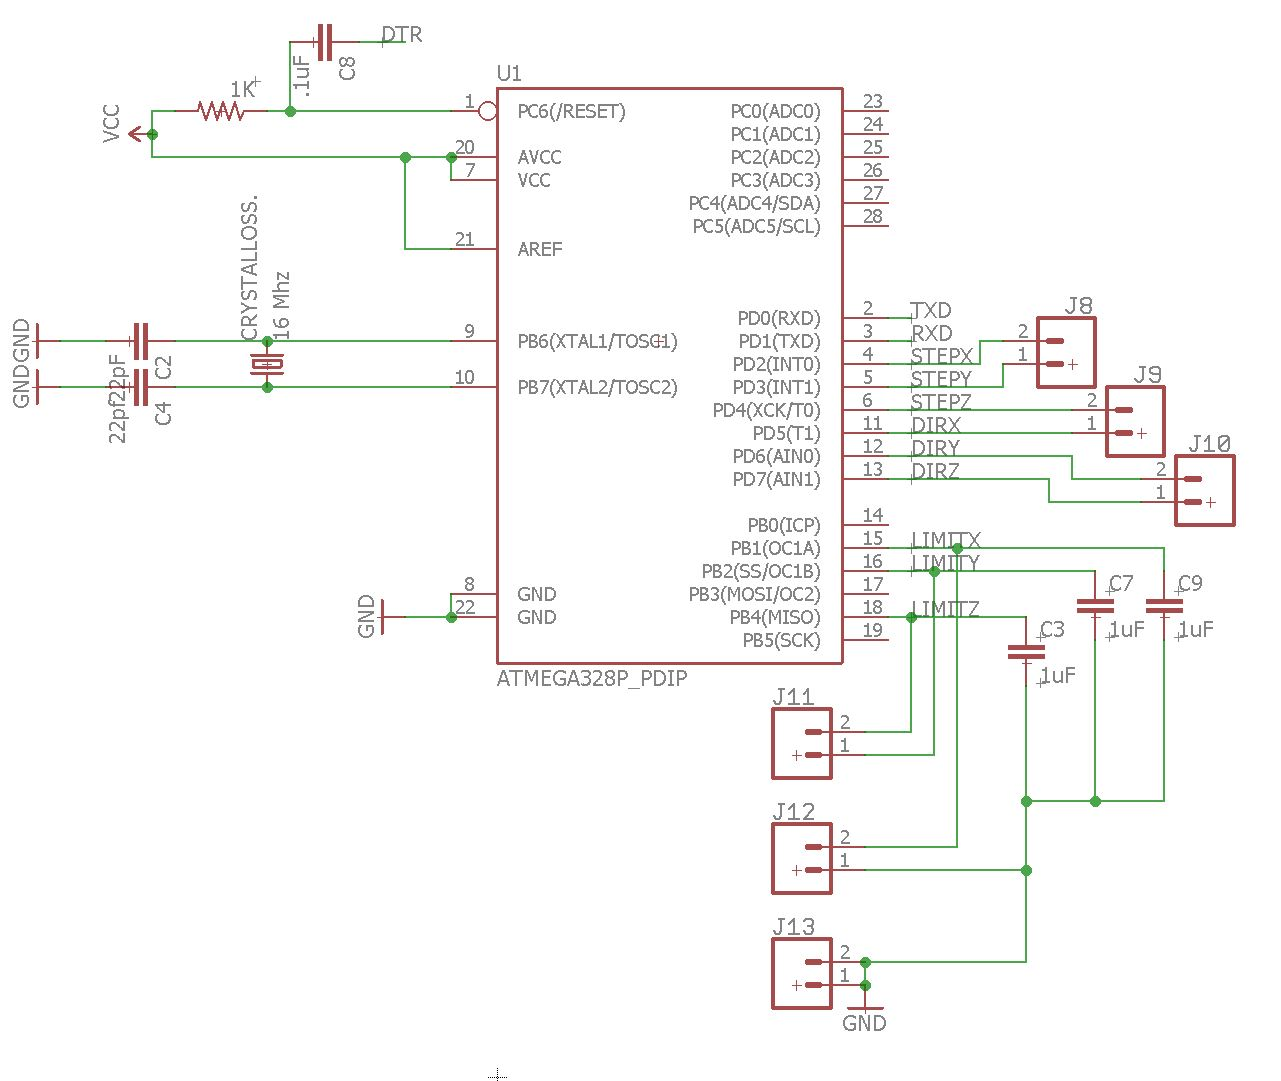 DTR
.1uF
C8
1K
VCC
U1
1
PC6(/RESET)
20
AVCC
7
VCC
21
AREF
CRYSTALLOSS.
16 Mhz
GND
GND
22pF
22pf
C2
C4
9
PB6(XTAL1/TOSC1)
10
PB7(XTAL2/TOSC2)
GND
8
GND
22
GND
ATMEGA328P_PDIP
PC0(ADC0)
23
PC1(ADC1)
24
PC2(ADC2)
25
PC3(ADC3)
26
PC4(ADC4/SDA)
27
PC5(ADC5/SCL)
28
PD0(RXD)
2
TXD
PD1(TXD)
3
RXD
PD2(INT0)
4
STEPX
PD3(INT1)
5
STEPY
PD4(XCK/T0)
6
STEPZ
PD5(T1)
11
DIRX
PD6(AIN0)
12
DIRY
PD7(AIN1)
13
DIRZ
PB0(ICP)
14
PB1(OC1A)
15
LIMITX
PB2(SS/OC1B)
16
LIMITY
PB3(MOSI/OC2)
17
PB4(MISO)
18
LIMITZ
PB5(SCK)
19
J8
2
1
J9
2
1
J10
2
1
C7
1uF
C9
1uF
C3
1uF
J11
2
1
J12
2
1
J13
2
1
GND